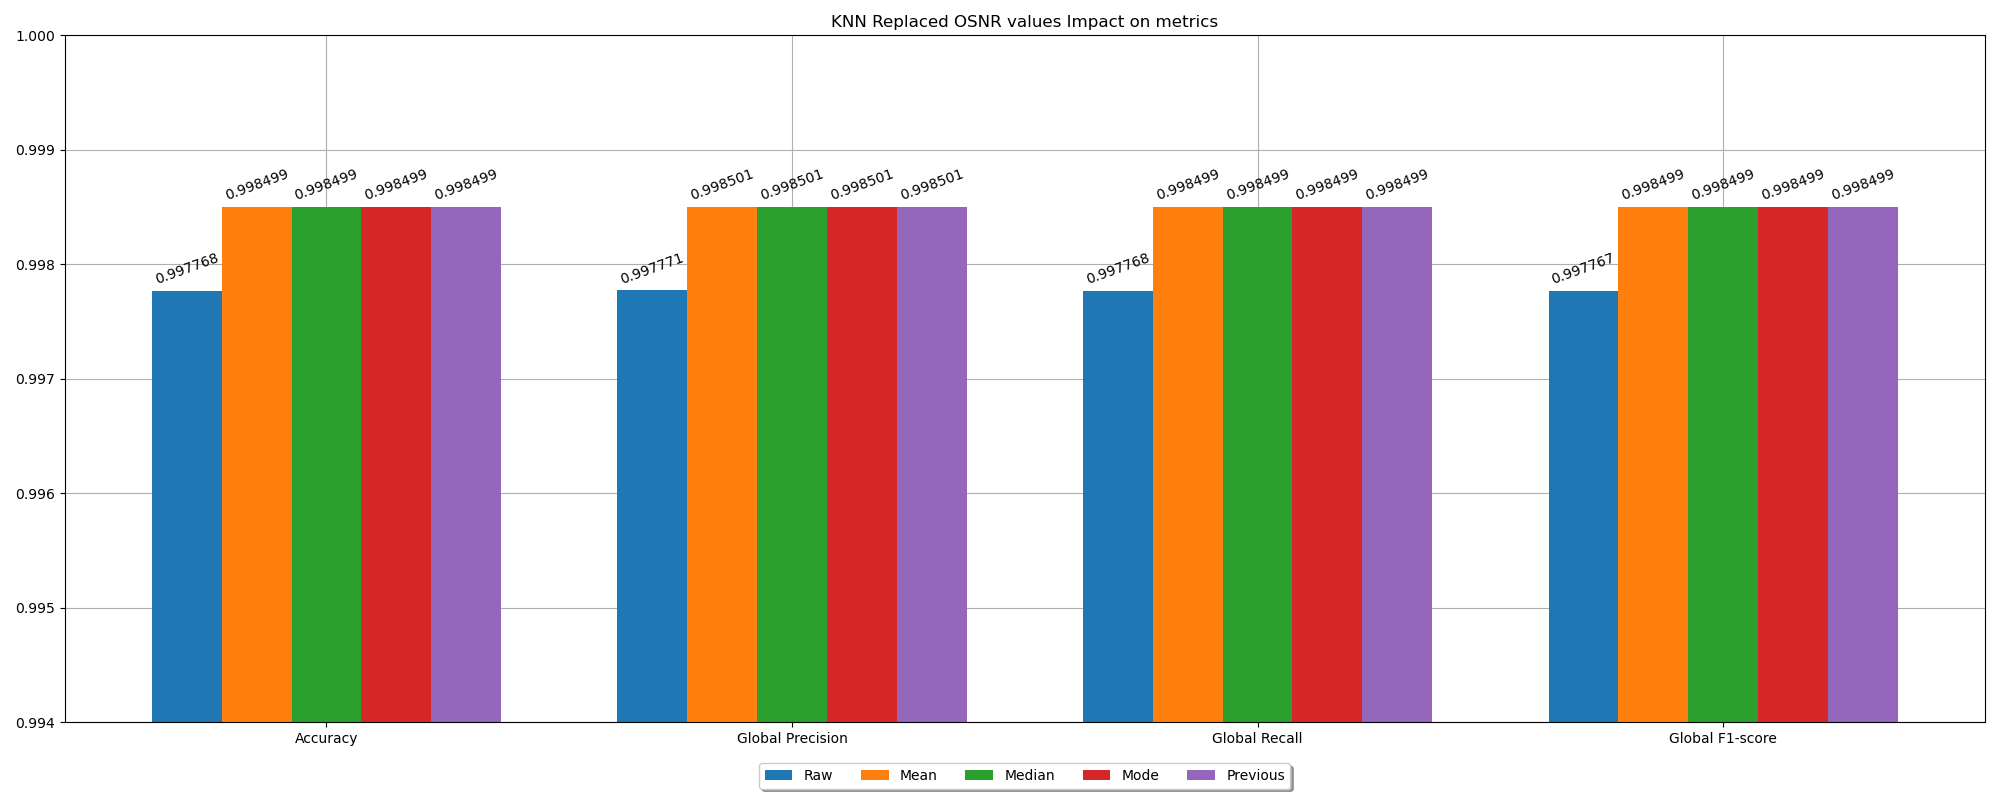 KNN Replaced OSNR values Impact on metrics
1.000
0.999
0.998
0.997
0.996
0.995
0.994
0.997768
0.998499
0.998499
0.998499
0.998499
0.997771
0.998501
0.998501
0.998501
0.998501
0.997768
0.998499
0.998499
0.998499
0.998499
0.997767
0.998499
0.998499
0.998499
0.998499
Accuracy
Global Precision
Global Recall
Global F1-score
Raw
Mean
Median
Mode
Previous